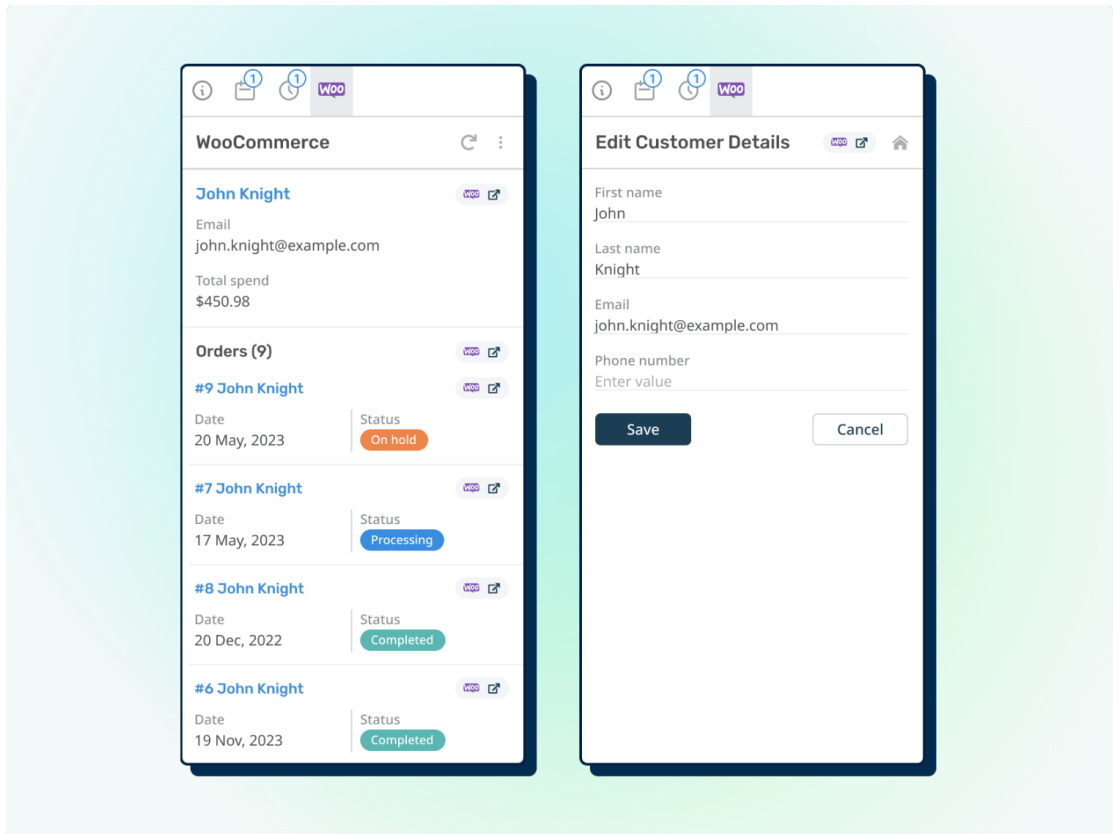 1 1 WOO
WooCommerce
John Knight WOO
Email
john.knight@example.com
Total spend
$450.98
Orders (9) WOO
#9 John Knight WOO
Date Status
20 May, 2023 On hold
#7 John Knight WOO
Date Status
17 May, 2023 Processing
#8 John Knight WOO
Date Status
20 Dec, 2022 Completed
#6 John Knight WOO
Date Status
19 Nov, 2023 Completed
1 1 WOO
Edit Customer Details WOO
First name
John
Last name
Knight
Email
john.knight@example.com
Phone number
Enter value
Save Cancel